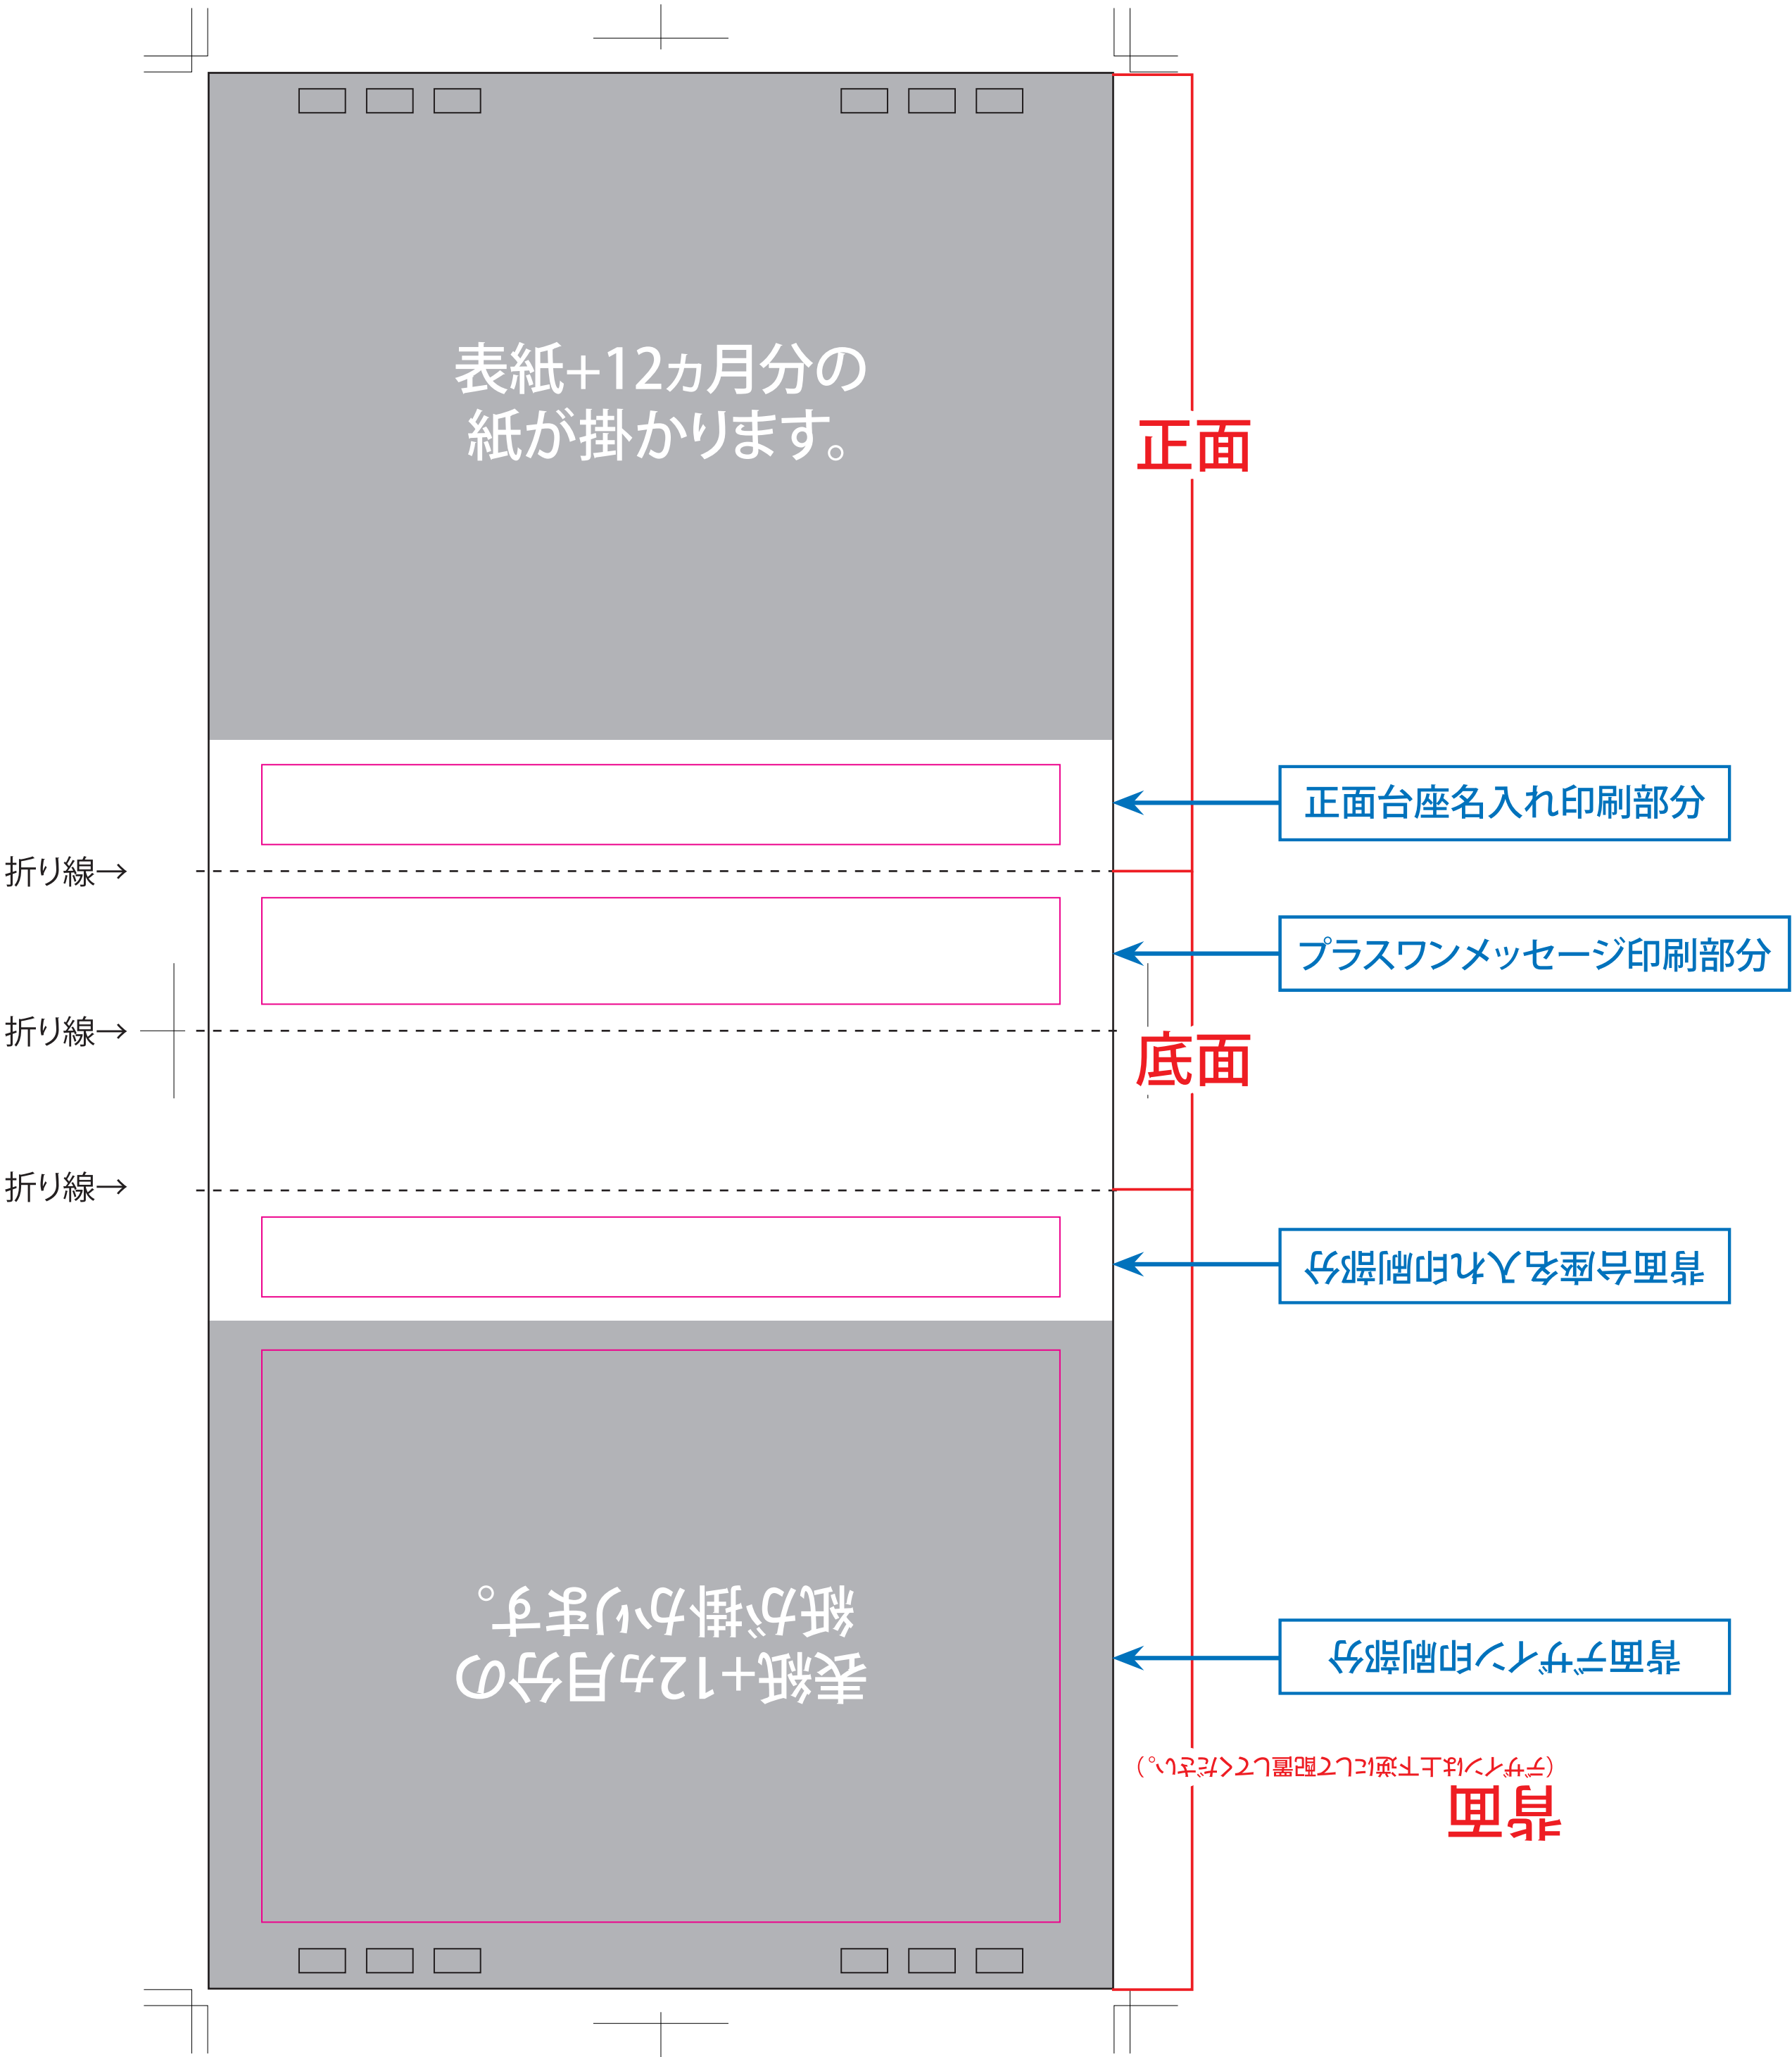 表紙+12ヵ月分の
紙が掛かります。
正面
正面台座名入れ印刷部分
折り線→
プラスワンメッセージ印刷部分
折り線→
底面
折り線→
背面台座名入れ印刷部分
表紙+12ヵ月分の
紙が掛かります。
背面デザイン印刷部分
背面
（デザインは上下逆にして配置してください。）